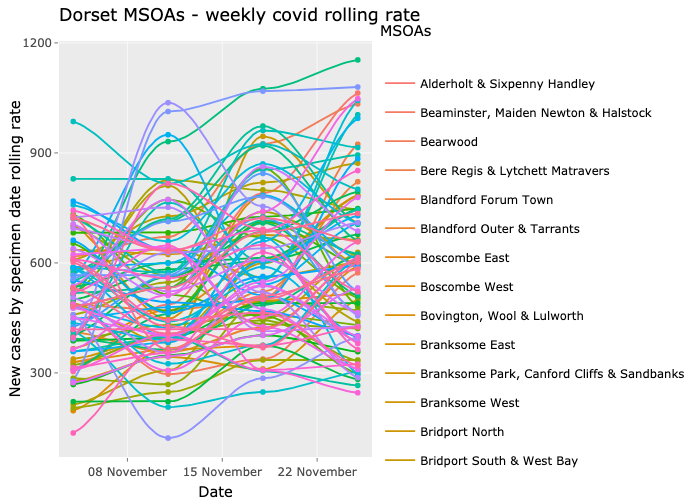 Dorset MSOAs - weekly covid rolling rate
MSOAs
New cases by specimen date rolling rate
1200
900
600
300
08 November
15 November
22 November
Date
Alderholt & Sixpenny Handley
Beaminster, Maiden Newton & Halstock
Bearwood
Bere Regis & Lytchett Matravers
Blandford Forum Town
Blandford Outer & Tarrants
Boscombe East
Boscombe West
Bovington, Wool & Lulworth
Branksome East
Branksome Park, Canford Cliffs & Sandbanks
Branksome West
Bridport North
Bridport South & West Bay